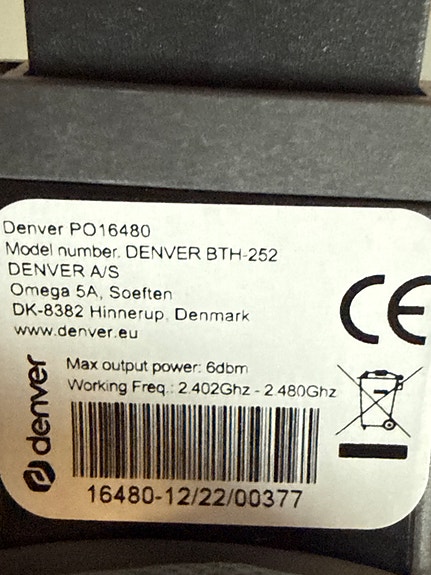 Denver PO16480
Model number. DENVER BTH-252
DENVER A/S
Omega 5A, Soeften
DK-8382 Hinnerup, Denmark
www.denver.eu
CE
denver
Max output power: 6dbm
Working Freq.: 2.402Ghz - 2.480Ghz
16480-12/22/00377